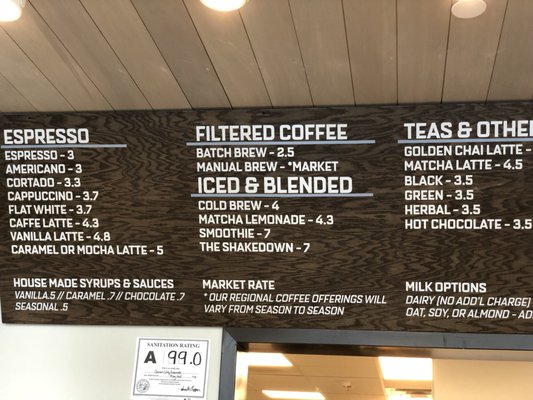 ESPRESSO
ESPRESSO - 3
AMERICANO - 3
CORTADO - 3.3
CAPPUCCINO - 3.7
FLAT WHITE - 3.7
CAFFE LATTE - 4.3
VANILLA LATTE - 4.8
CARAMEL OR MOCHA LATTE - 5
HOUSE MADE SYRUPS & SAUCES
VANILLA.5 // CARAMEL .7 // CHOCOLATE .7
SEASONAL .5
FILTERED COFFEE
BATCH BREW - 2.5
MANUAL BREW - *MARKET
ICED & BLENDED
COLD BREW - 4
MATCHA LEMONADE - 4.3
SMOOTHIE - 7
THE SHAKEDOWN - 7
MARKET RATE
* OUR REGIONAL COFFEE OFFERINGS WILL
VARY FROM SEASON TO SEASON
TEAS & OTHER
GOLDEN CHAI LATTE -
MATCHA LATTE - 4.5
BLACK - 3.5
GREEN - 3.5
HERBAL - 3.5
HOT CHOCOLATE - 3.5
MILK OPTIONS
DAIRY (NO ADD'L CHARGE)
OAT, SOY, OR ALMOND - AD
SANITATION RATING
A 99.0